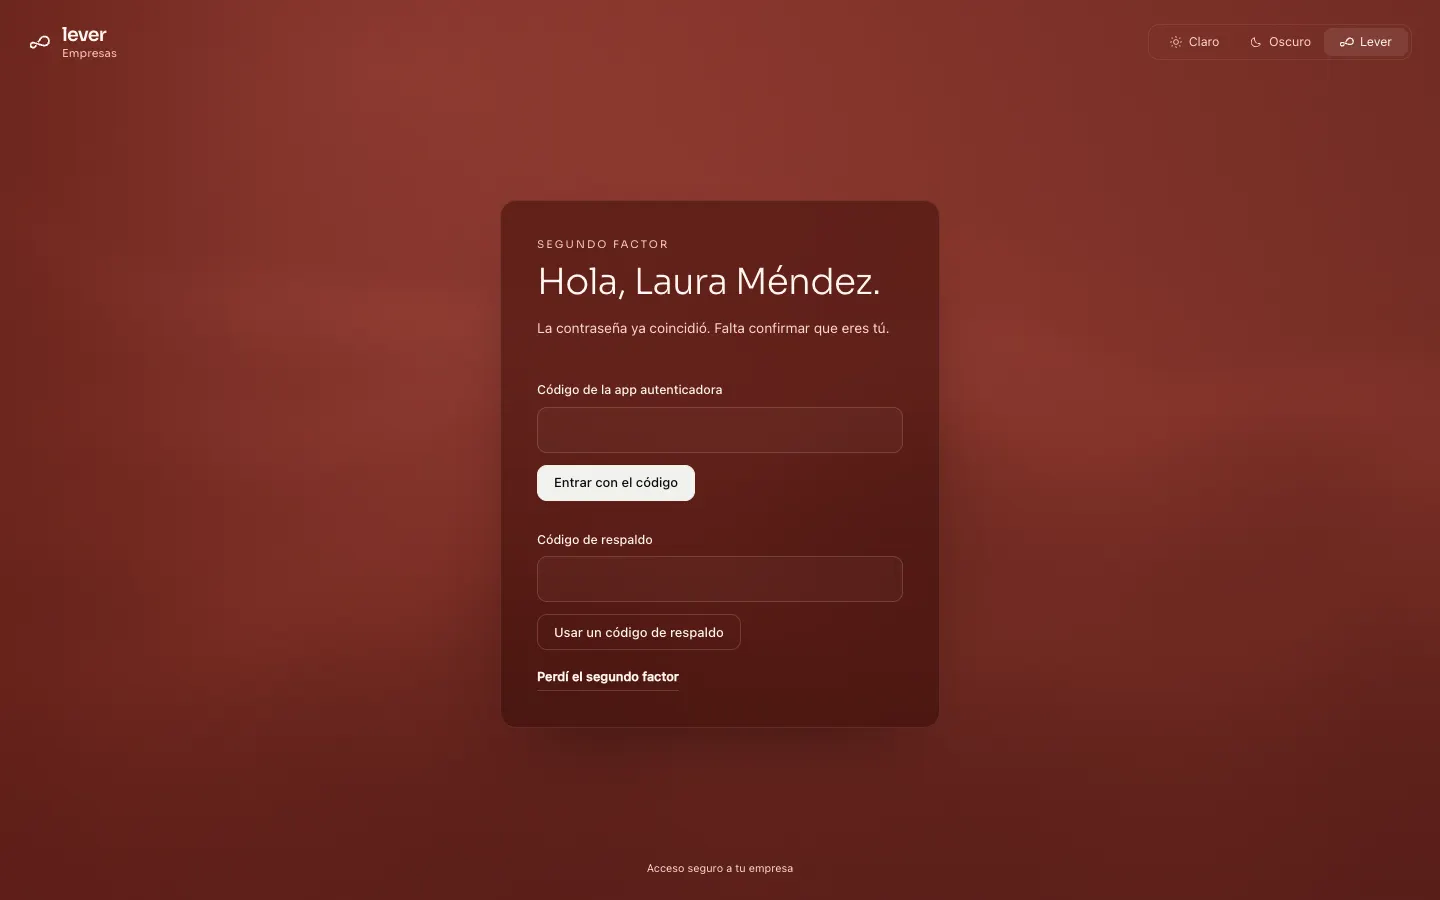 lever
Empresas
Claro
Oscuro
Lever
SEGUNDO FACTOR
Hola, Laura Méndez.
La contraseña ya coincidió. Falta confirmar que eres tú.
Código de la app autenticadora
Entrar con el código
Código de respaldo
Usar un código de respaldo
Perdí el segundo factor
Acceso seguro a tu empresa